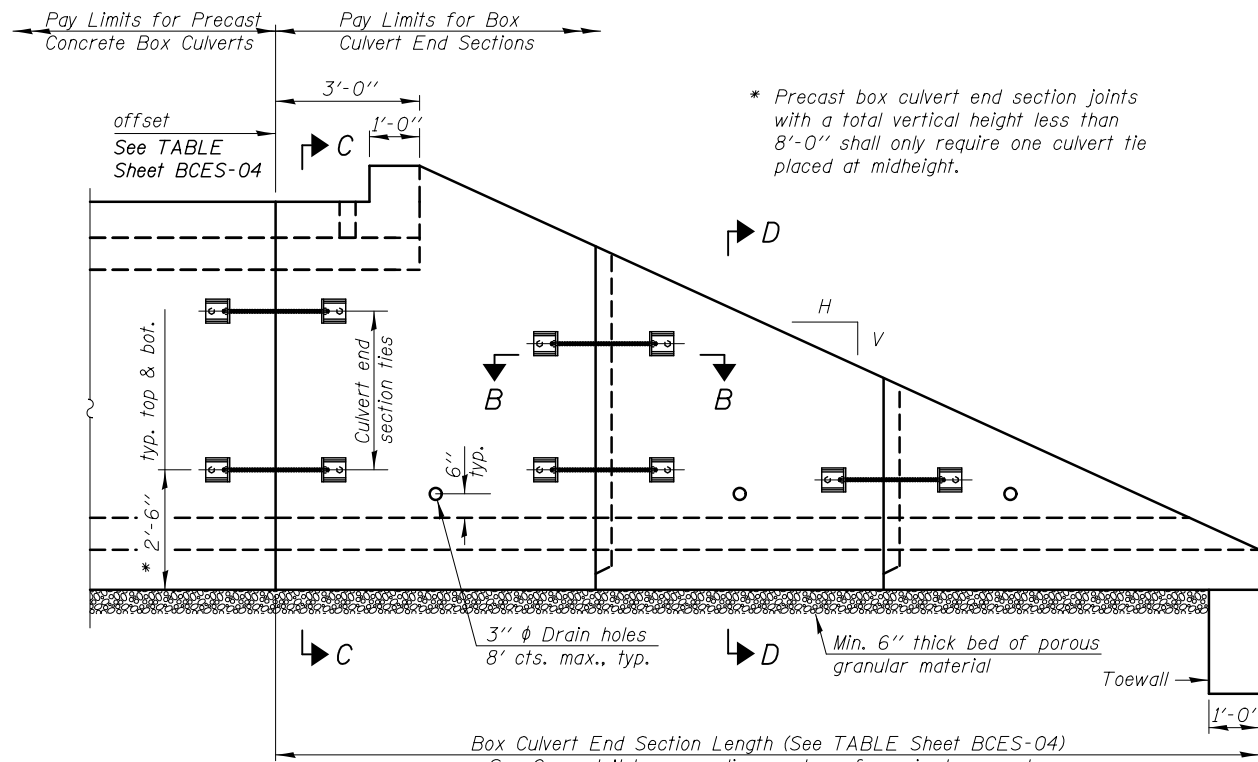 Pay Limits for Precast
Concrete Box Culverts
Pay Limits for Box
Culvert End Sections
3'-0''
1'-0''
offset
See TABLE
Sheet BCES-04
C
* Precast box culvert end section joints
with a total vertical height less than
8'-0'' shall only require one culvert tie
placed at midheight.
D
H
V
B
B
typ. top & bot.
* 2'-6''
Culvert end
section ties
6''
typ.
3'' ϕ Drain holes
8' cts. max., typ.
C
D
Min. 6'' thick bed of porous
granular material
Toewall
1'-0'
Box Culvert End Section Length (See TABLE Sheet BCES-04)